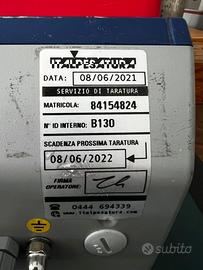 ITALPESATURA
DATA: 08/06/2021
SERVIZIO DI TARATURA
MATRICOLA: 84154824
N° ID INTERNO: B130
SCADENZA PROSSIMA TARATURA
08/06/2022
FIRMA
OPERATORE:
0444 694339
www.italpesatura.com
subito